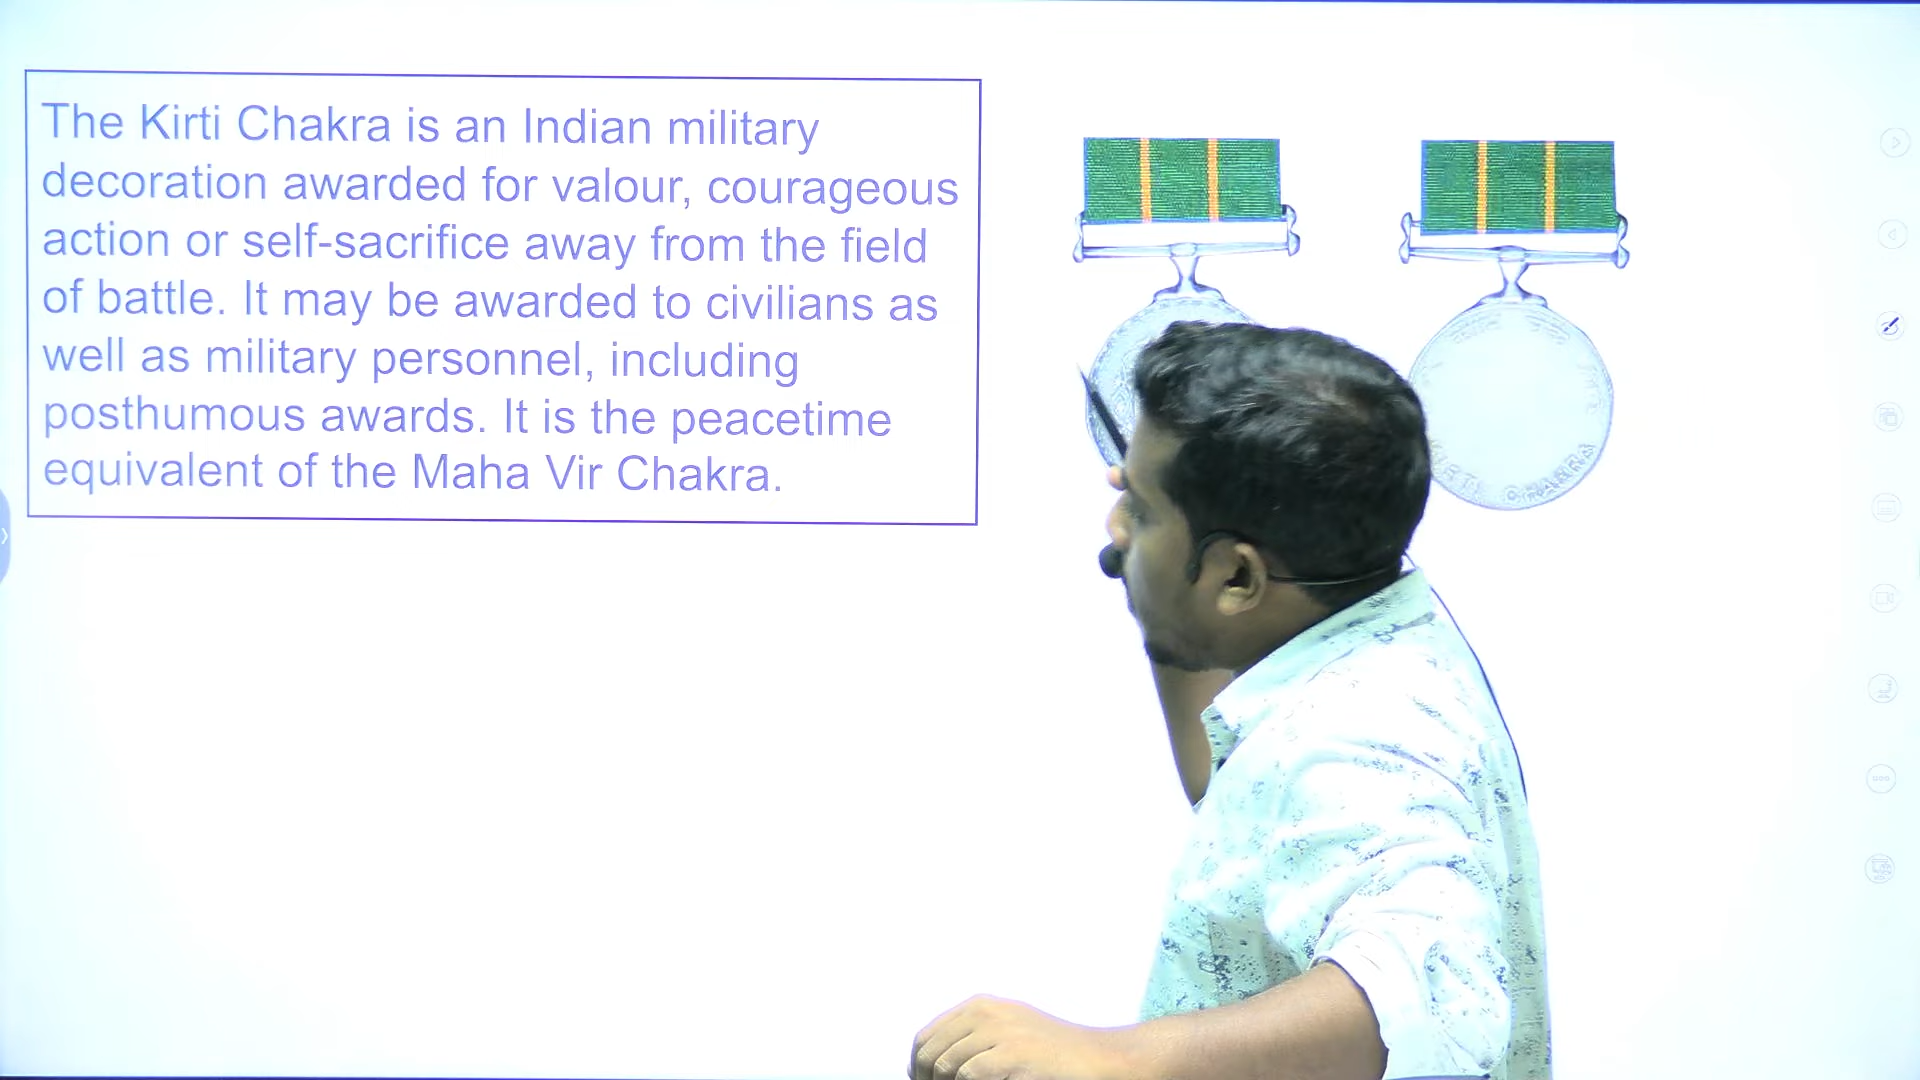 The Kirti Chakra is an Indian military
decoration awarded for valour, courageous
action or self-sacrifice away from the field
of battle. It may be awarded to civilians as
well as military personnel, including
posthumous awards. It is the peacetime
equivalent of the Maha Vir Chakra.